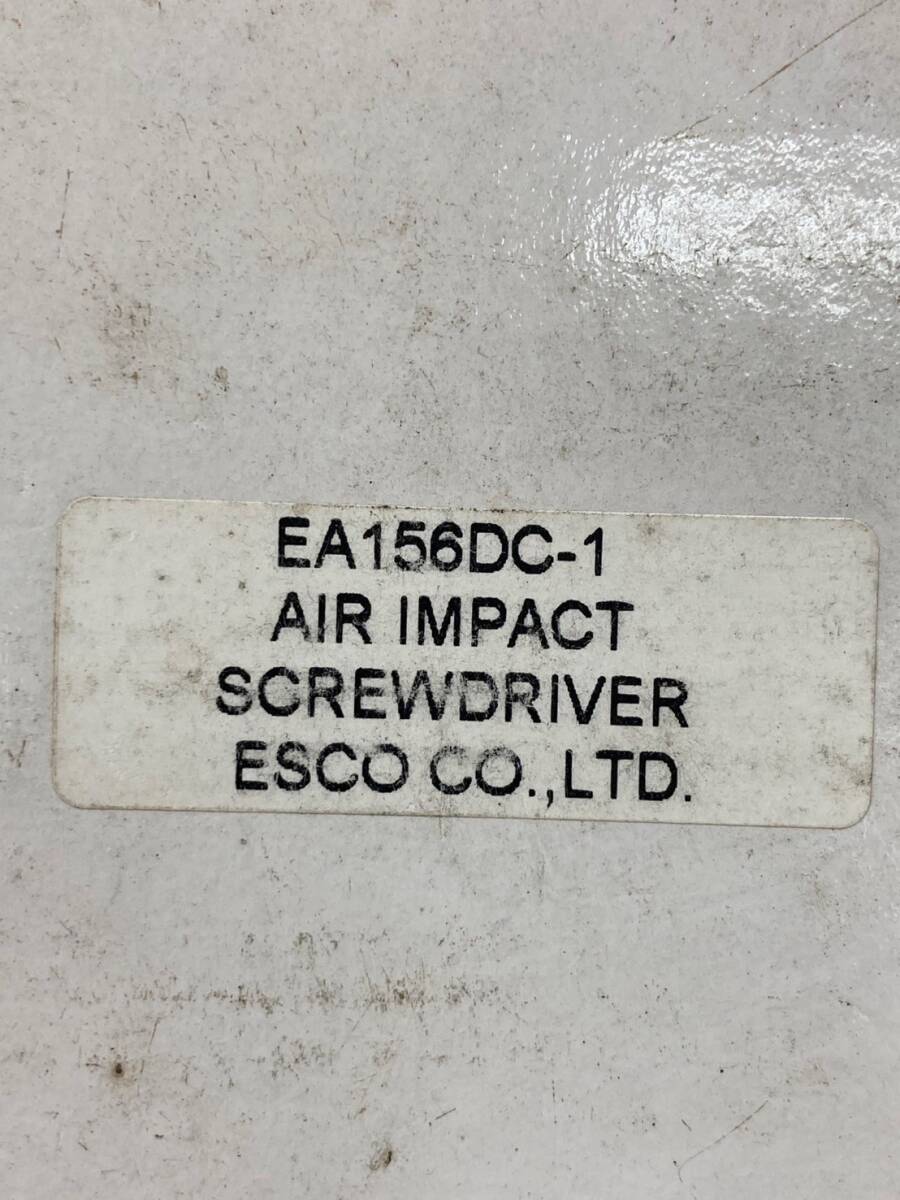 EA156DC-1
AIR IMPACT
SCREWDRIVER
ESCO CO.,LTD.